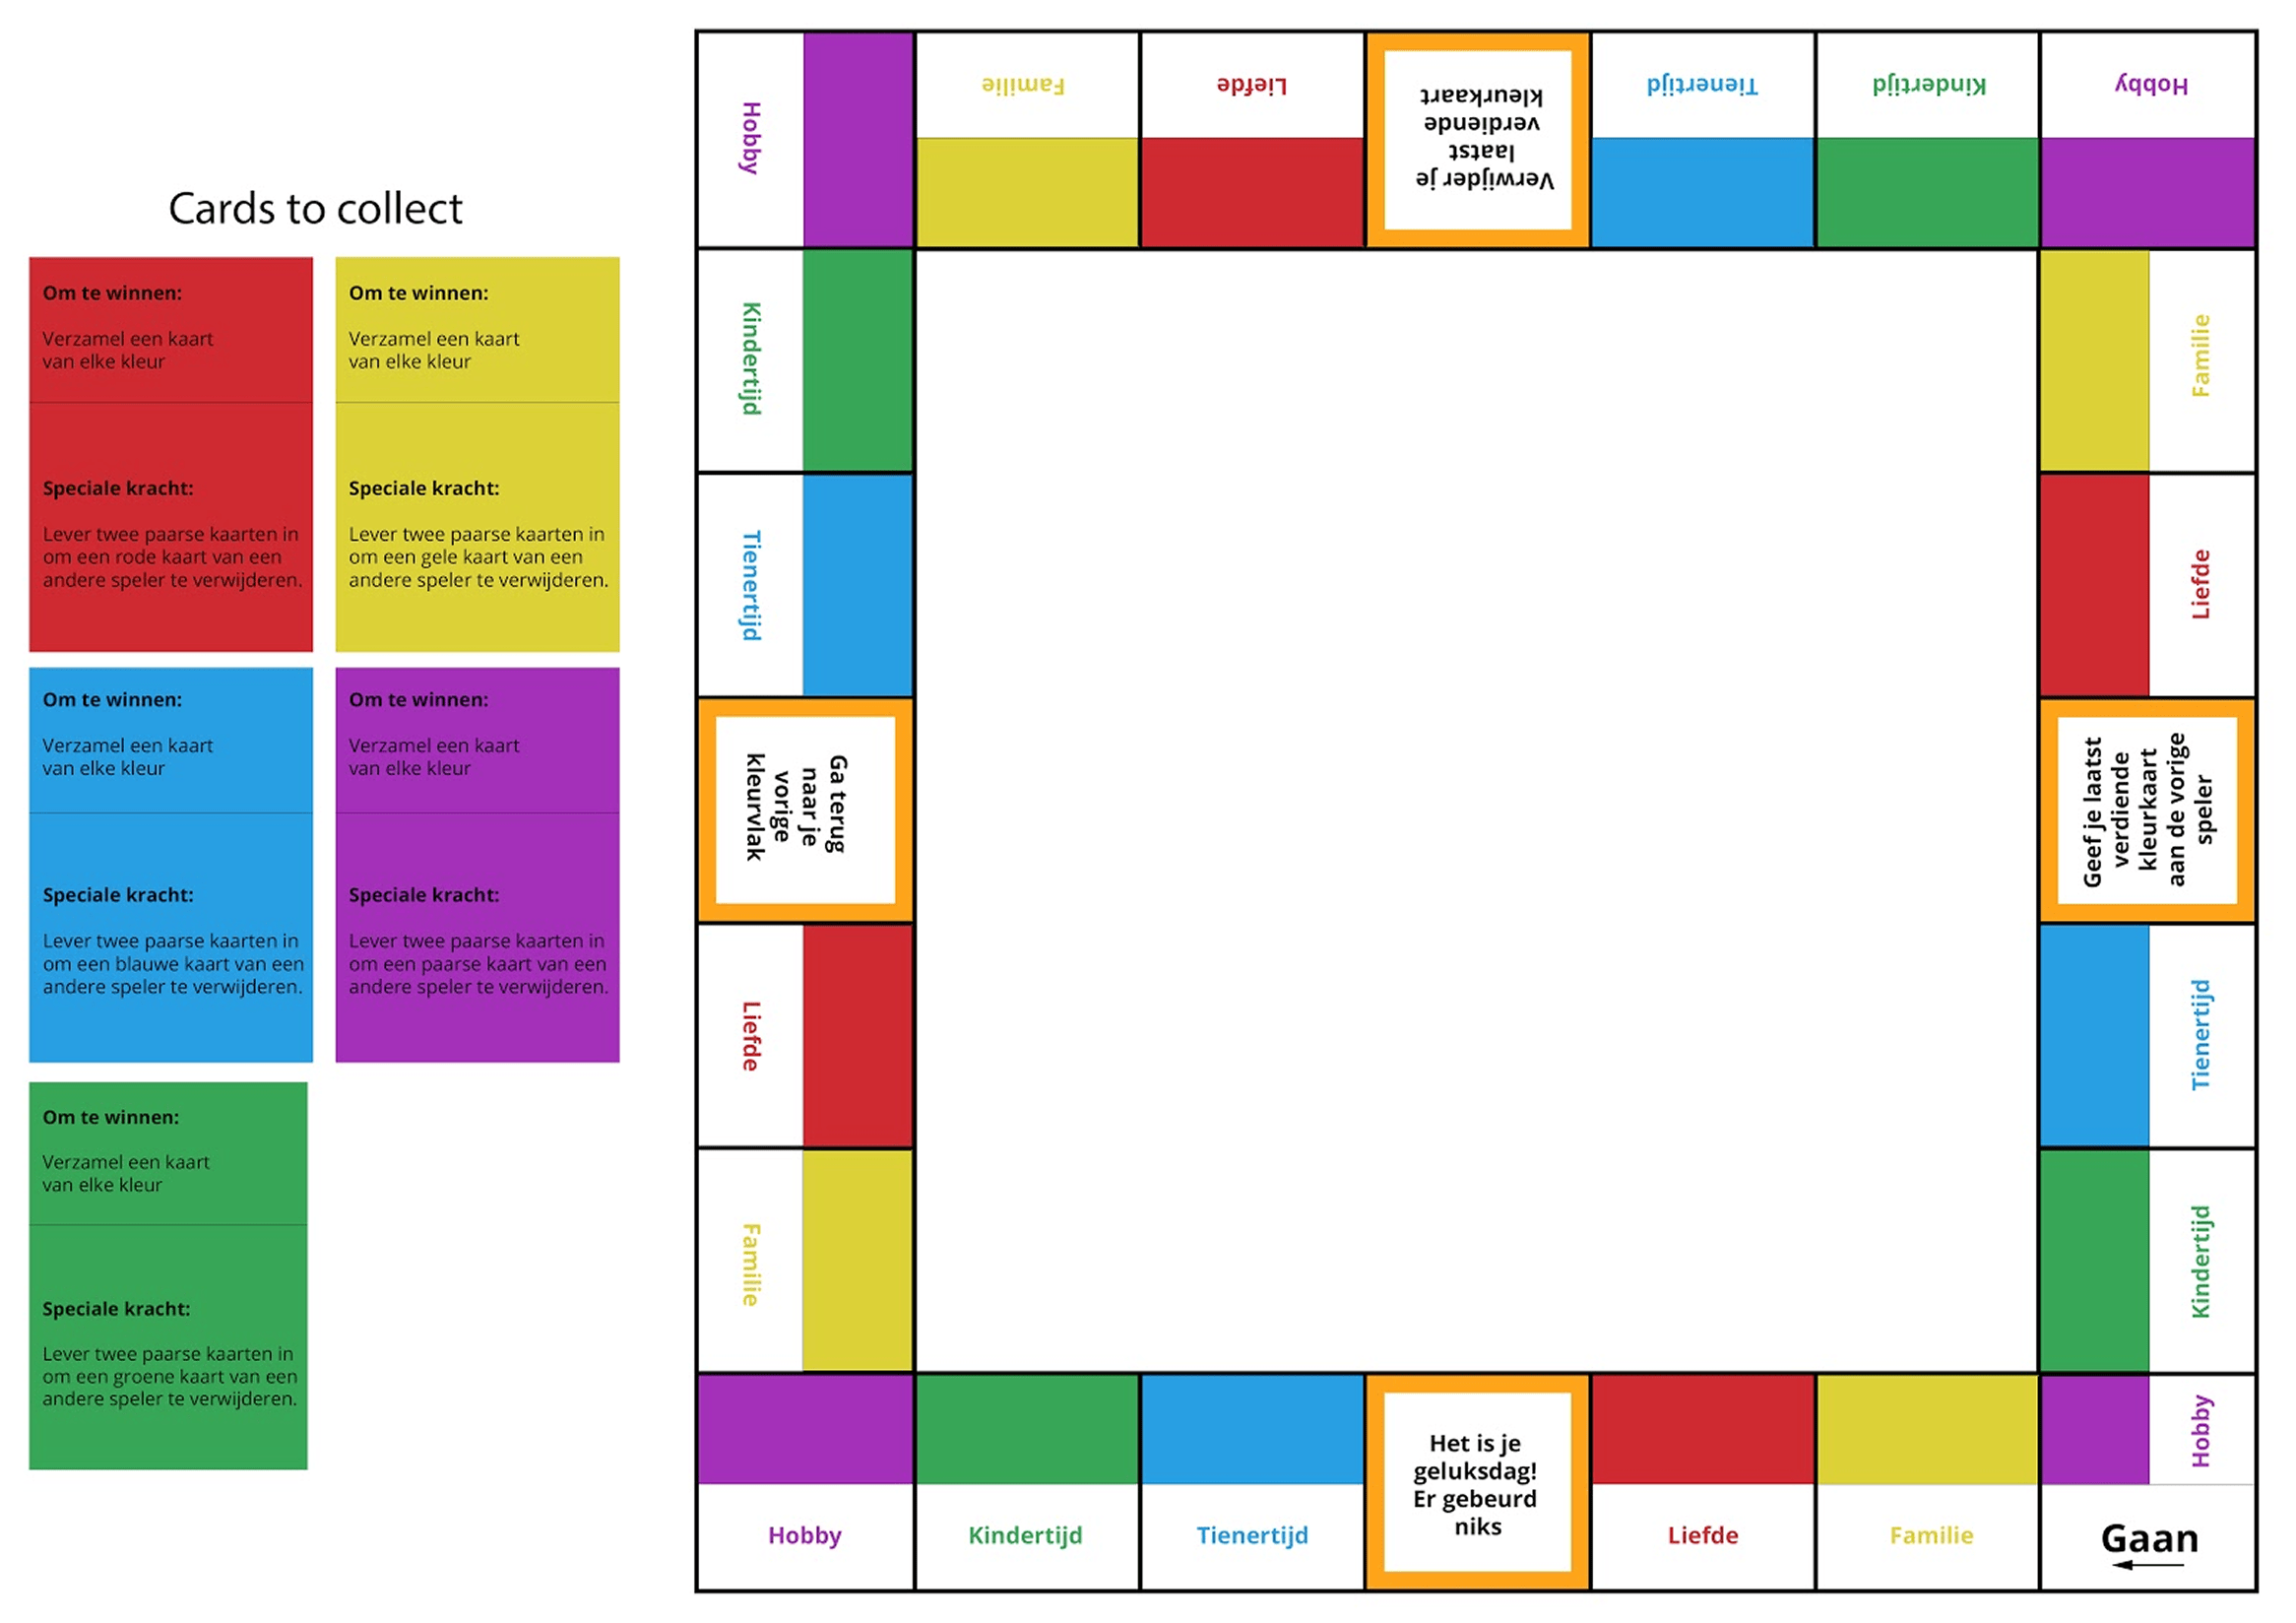 Cards to collect
Om te winnen:
Verzamel een kaart
van elke kleur
Speciale kracht:
Lever twee paarse kaarten in
om een rode kaart van een
andere speler te verwijderen.
Om te winnen:
Verzamel een kaart
van elke kleur
Speciale kracht:
Lever twee paarse kaarten in
om een gele kaart van een
andere speler te verwijderen.
Om te winnen:
Verzamel een kaart
van elke kleur
Speciale kracht:
Lever twee paarse kaarten in
om een blauwe kaart van een
andere speler te verwijderen.
Om te winnen:
Verzamel een kaart
van elke kleur
Speciale kracht:
Lever twee paarse kaarten in
om een paarse kaart van een
andere speler te verwijderen.
Om te winnen:
Verzamel een kaart
van elke kleur
Speciale kracht:
Lever twee paarse kaarten in
om een groene kaart van een
andere speler te verwijderen.
Hobby
Familie
Liefde
Verwijder je
laatst
verdiende
kleurkaart
Tienertijd
Kindertijd
Hobby
Familie
Liefde
Geef je laatst
verdiende
kleurkaart
aan de vorige
speler
Tienertijd
Kindertijd
Hobby
Gaan
Familie
Liefde
Het is je
geluksdag!
Er gebeurd
niks
Tienertijd
Kindertijd
Hobby
Familie
Liefde
Ga terug
naar je
vorige
kleurvlak
Tienertijd
Kindertijd